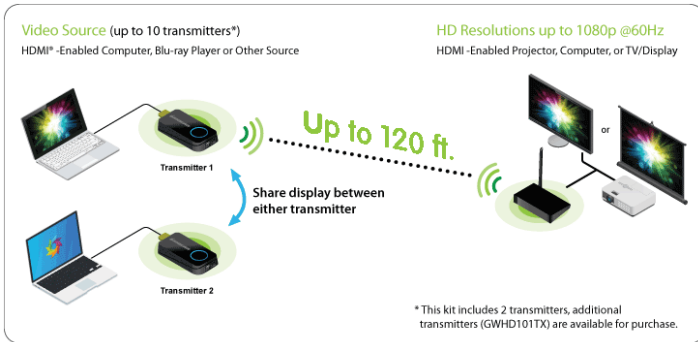 Video Source (up to 10 transmitters*)
HDMI® -Enabled Computer, Blu-ray Player or Other Source
HD Resolutions up to 1080p @60Hz
HDMI -Enabled Projector, Computer, or TV/Display
Up to 120 ft.
or
Transmitter 1
Share display between
either transmitter
Transmitter 2
* This kit includes 2 transmitters, additional
transmitters (GWHD101TX) are available for purchase.